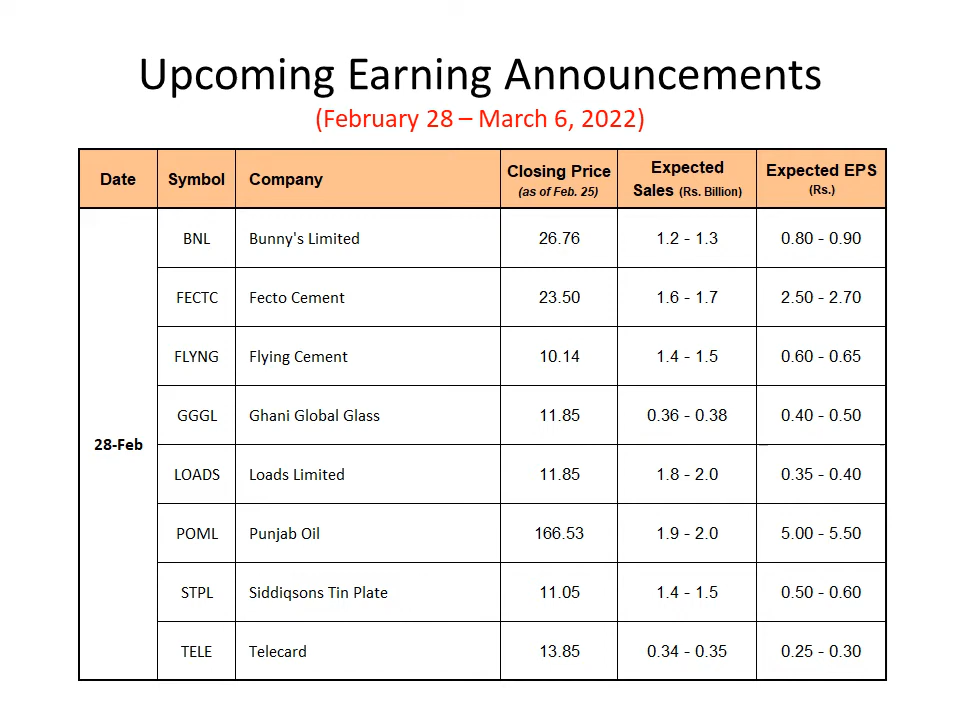 Upcoming Earning Announcements
(February 28 – March 6, 2022)
Date Symbol Company Closing Price (as of Feb. 25) Expected Sales (Rs. Billion) Expected EPS (Rs.)
28-Feb
BNL Bunny's Limited 26.76 1.2 - 1.3 0.80 - 0.90
FECTC Fecto Cement 23.50 1.6 - 1.7 2.50 - 2.70
FLYNG Flying Cement 10.14 1.4 - 1.5 0.60 - 0.65
GGGL Ghani Global Glass 11.85 0.36 - 0.38 0.40 - 0.50
LOADS Loads Limited 11.85 1.8 - 2.0 0.35 - 0.40
POML Punjab Oil 166.53 1.9 - 2.0 5.00 - 5.50
STPL Siddiqsons Tin Plate 11.05 1.4 - 1.5 0.50 - 0.60
TELE Telecard 13.85 0.34 - 0.35 0.25 - 0.30